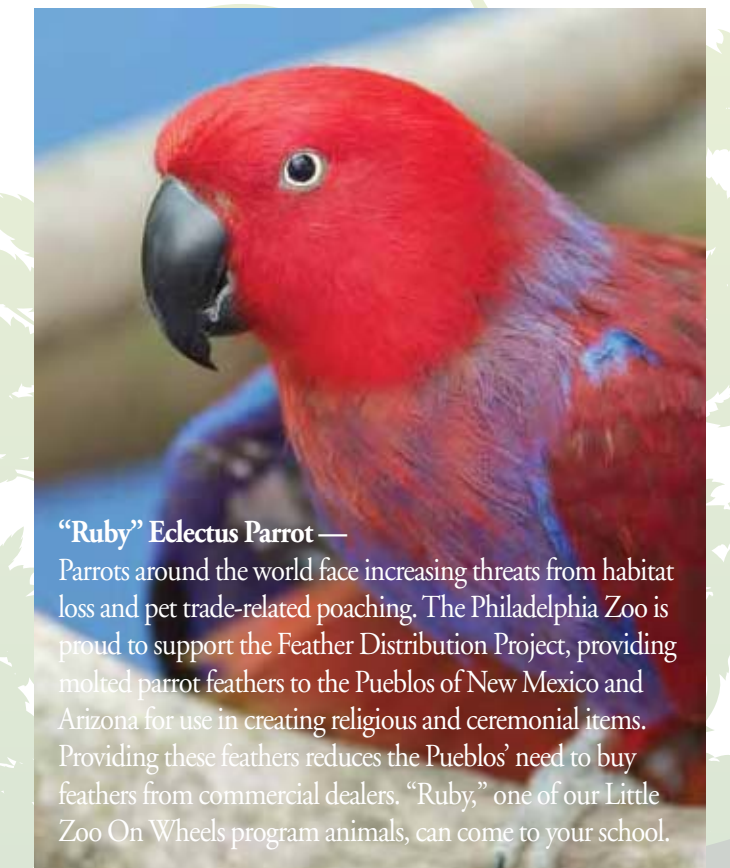 “Ruby” Eclectus Parrot —
Parrots around the world face increasing threats from habitat
loss and pet trade-related poaching. The Philadelphia Zoo is
proud to support the Feather Distribution Project, providing
molted parrot feathers to the Pueblos of New Mexico and
Arizona for use in creating religious and ceremonial items.
Providing these feathers reduces the Pueblos’ need to buy
feathers from commercial dealers. “Ruby,” one of our Little
Zoo On Wheels program animals, can come to your school.